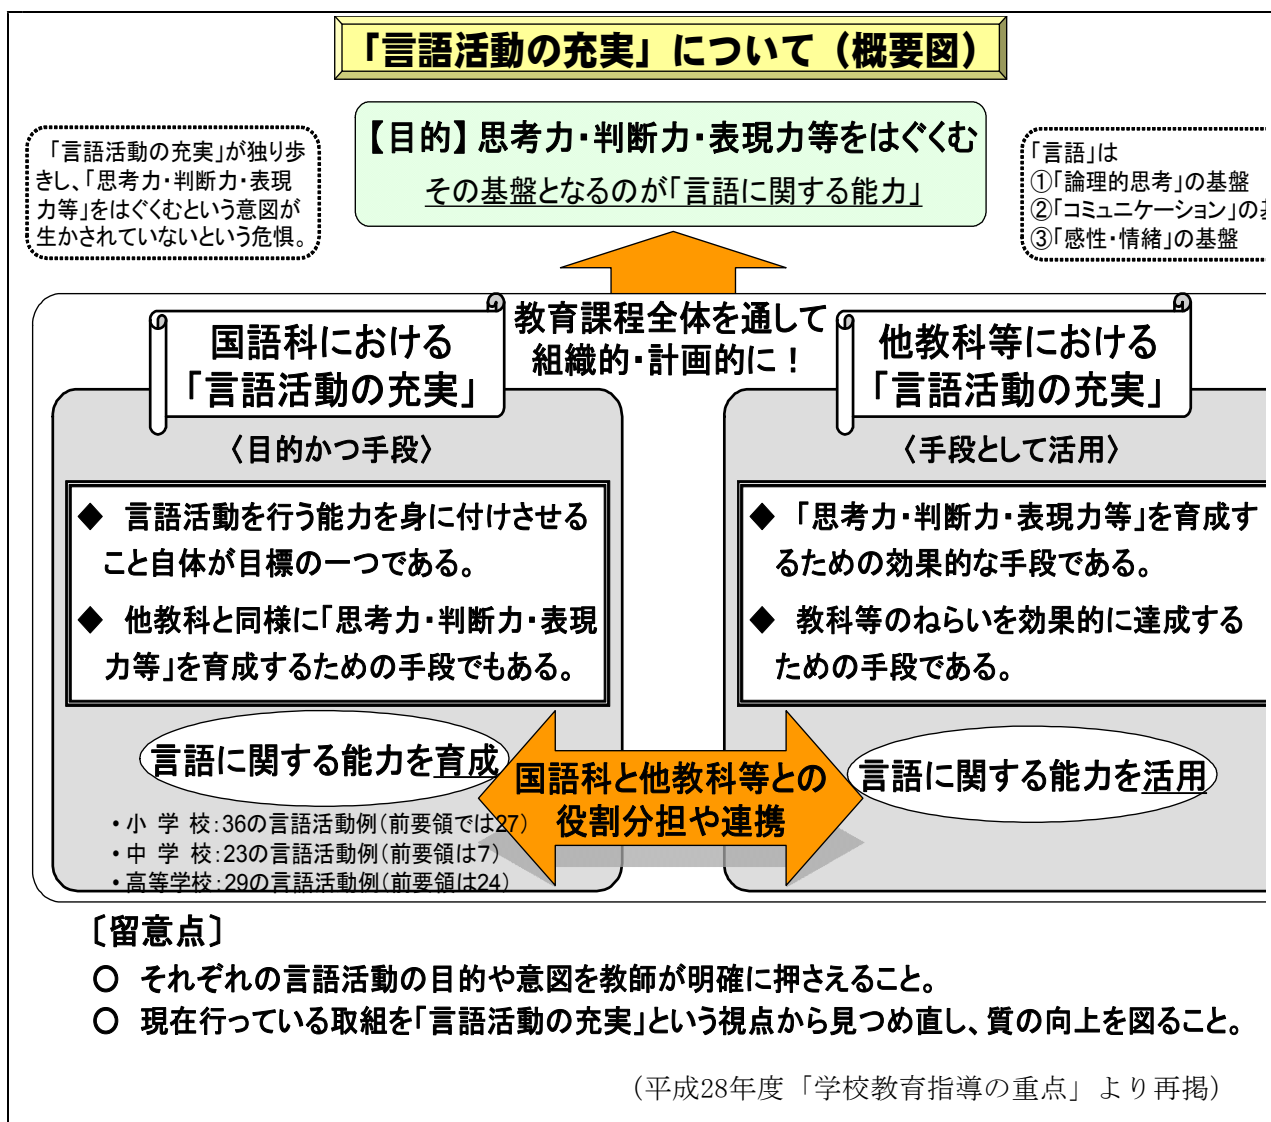 「言語活動の充実」について（概要図）
【目的】思考力・判断力・表現力等をはぐくむ
その基盤となるのが「言語に関する能力」
「言語活動の充実」が独り歩
きし、「思考力・判断力・表現
力等」をはぐくむという意図が
生かされていないという危惧。
「言語」は
①「論理的思考」の基盤
②「コミュニケーション」の
③「感性・情緒」の基盤
教育課程全体を通して
組織的・計画的に！
国語科における
「言語活動の充実」
〈目的かつ手段〉
◆ 言語活動を行う能力を身に付けさせる
こと自体が目標の一つである。
◆ 他教科と同様に「思考力・判断力・表現
力等」を育成するための手段でもある。
言語に関する能力を育成
・小 学 校：36の言語活動例（前要領では27）
・中 学 校：23の言語活動例（前要領は7）
・高等学校：29の言語活動例（前要領は24）
国語科と他教科等との
役割分担や連携
他教科等における
「言語活動の充実」
〈手段として活用〉
◆ 「思考力・判断力・表現力等」を育成す
るための効果的な手段である。
◆ 教科等のねらいを効果的に達成する
ための手段である。
言語に関する能力を活用
〔留意点〕
○ それぞれの言語活動の目的や意図を教師が明確に押さえること。
○ 現在行っている取組を「言語活動の充実」という視点から見つめ直し、質の向上を図ること。
（平成28年度「学校教育指導の重点」より再掲）